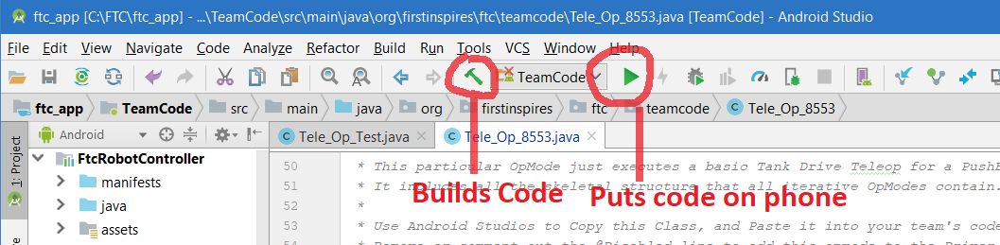 ftc_app [C:\FTC\ftc_app] - ...\TeamCode\src\main\java\org\firstinspires\ftc\teamcode\Tele_Op_8553.java [TeamCode] - Android Studio
File Edit View Navigate Code Analyze Refactor Build Run Tools VCS Window Help
TeamCode
ftc_app TeamCode src main java org firstinspires ftc teamcode Tele_Op_8553
1: Project
Android
Tele_Op_Test.java Tele_Op_8553.java
FtcRobotController
manifests
java
assets
50 * This particular OpMode just executes a basic Tank Drive Teleop for a PushB
51 * It includes all the skeletal structure that all iterative OpModes contain.
52 *
53 * Use Android Studios to Copy this Class, and Paste it into your team's code
54 * Remove or comment out the @Disabled line to add this opmode to the Driver
Builds Code
Puts code on phone